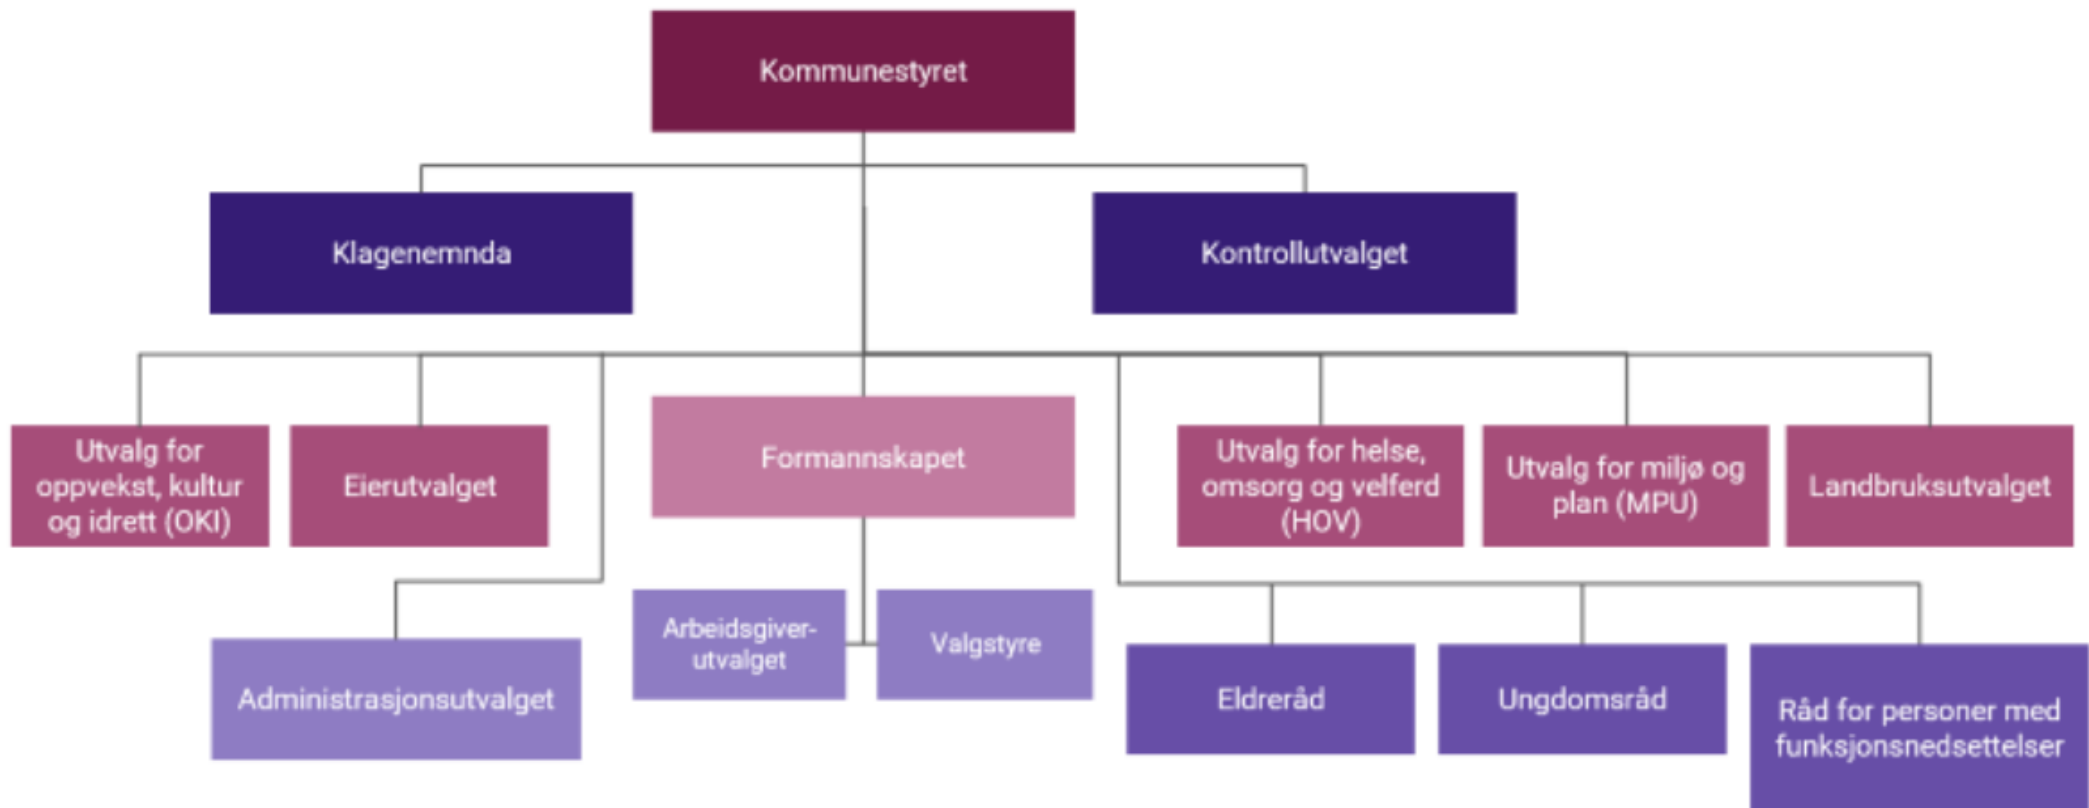 Kommunestyret
Klagenemnda
Kontrollutvalget
Utvalg for
oppvekst, kultur
og idrett (OKI)
Eierutvalget
Formannskapet
Utvalg for helse,
omsorg og velferd
(HOV)
Utvalg for miljø og
plan (MPU)
Landbruksutvalget
Administrasjonsutvalget
Arbeidsgiver-
utvalget
Valgstyre
Eldreråd
Ungdomsråd
Råd for personer med
funksjonsnedsettelser